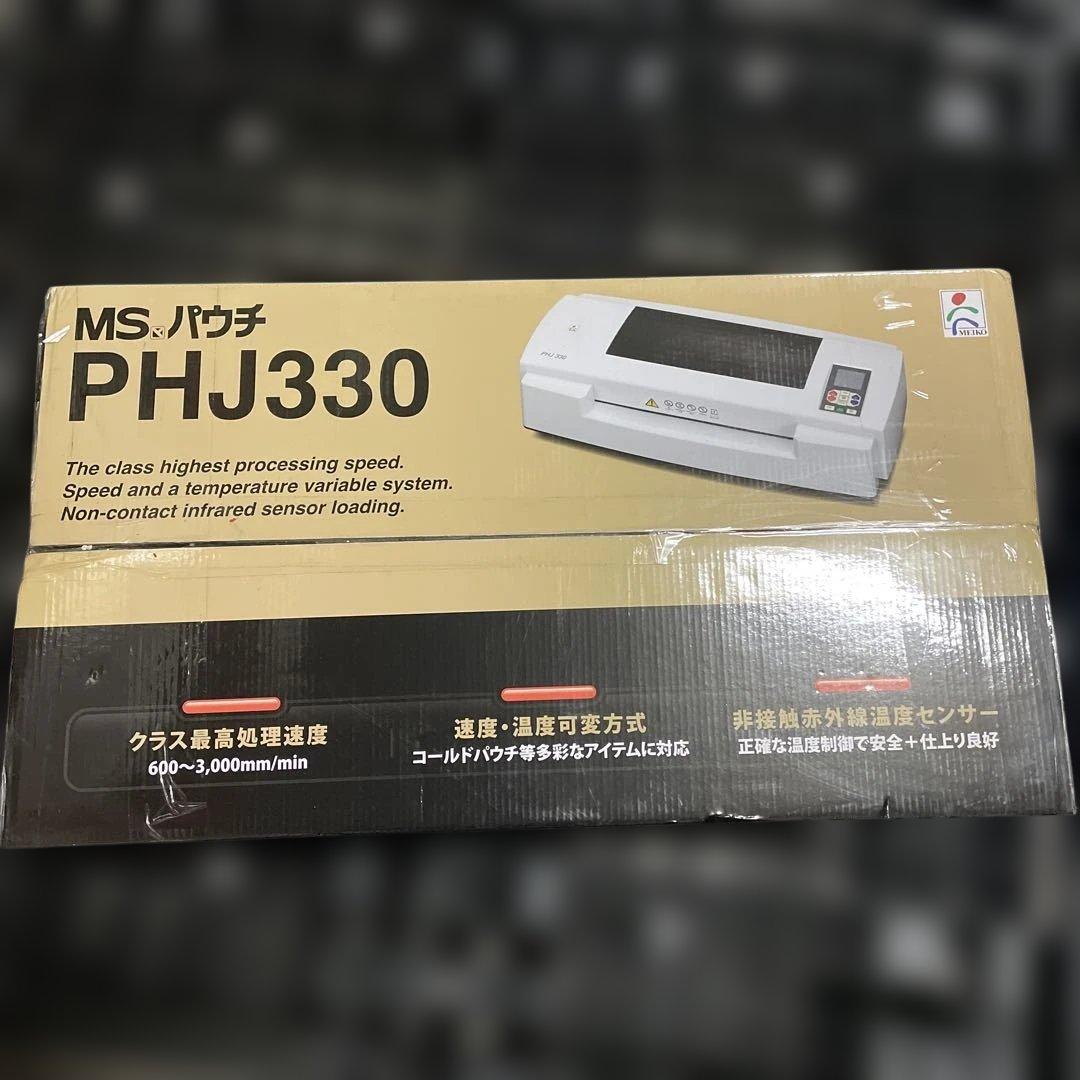 MS パウチ
PHJ330
The class highest processing speed.
Speed and a temperature variable system.
Non-contact infrared sensor loading.
PHJ 330
MEIKO
クラス最高処理速度
600～3,000mm/min
速度・温度可変方式
コールドパウチ等多彩なアイテムに対応
非接触赤外線温度センサー
正確な温度制御で安全＋仕上り良好